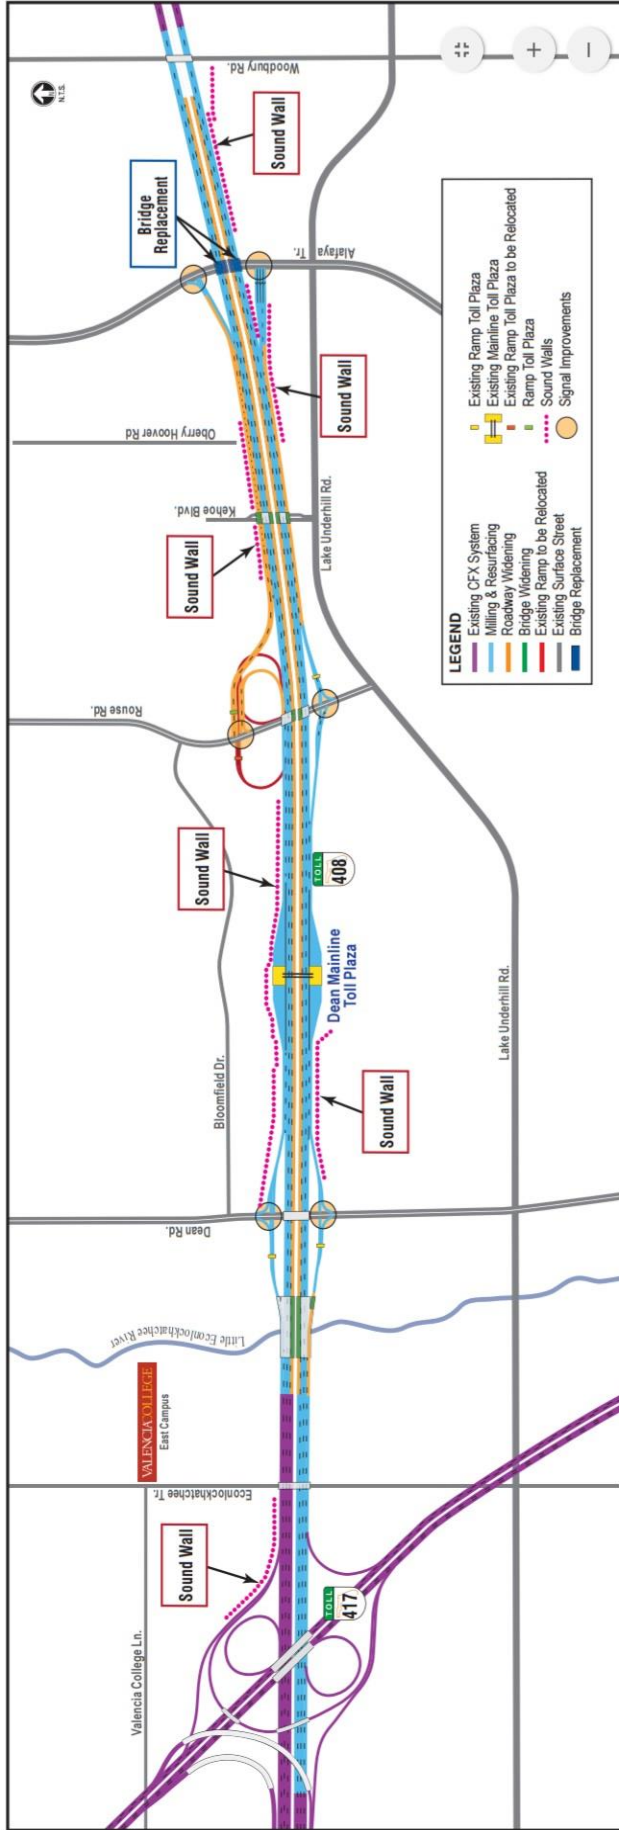 N.T.S.
Woodbury Rd.
Sound Wall
Bridge
Replacement
Alafaya
Tr.
Sound Wall
Oberry Hoover Rd
Kehoe Blvd.
Lake Underhill Rd.
Sound Wall
Rouse Rd.
Sound Wall
TOLL
408
Dean Mainline
Toll Plaza
Bloomfield Dr.
Lake Underhill Rd.
Sound Wall
Dean Rd.
Little Econlockhatchee River
VALENCIACOLLEGE
East Campus
Econlockhatchee Tr.
Sound Wall
TOLL
417
Valencia College Ln.
LEGEND
Existing CFX System
Milling & Resurfacing
Roadway Widening
Bridge Widening
Existing Ramp to be Relocated
Existing Surface Street
Bridge Replacement
Existing Ramp Toll Plaza
Existing Mainline Toll Plaza
Existing Ramp Toll Plaza to be Relocated
Ramp Toll Plaza
Sound Walls
Signal Improvements